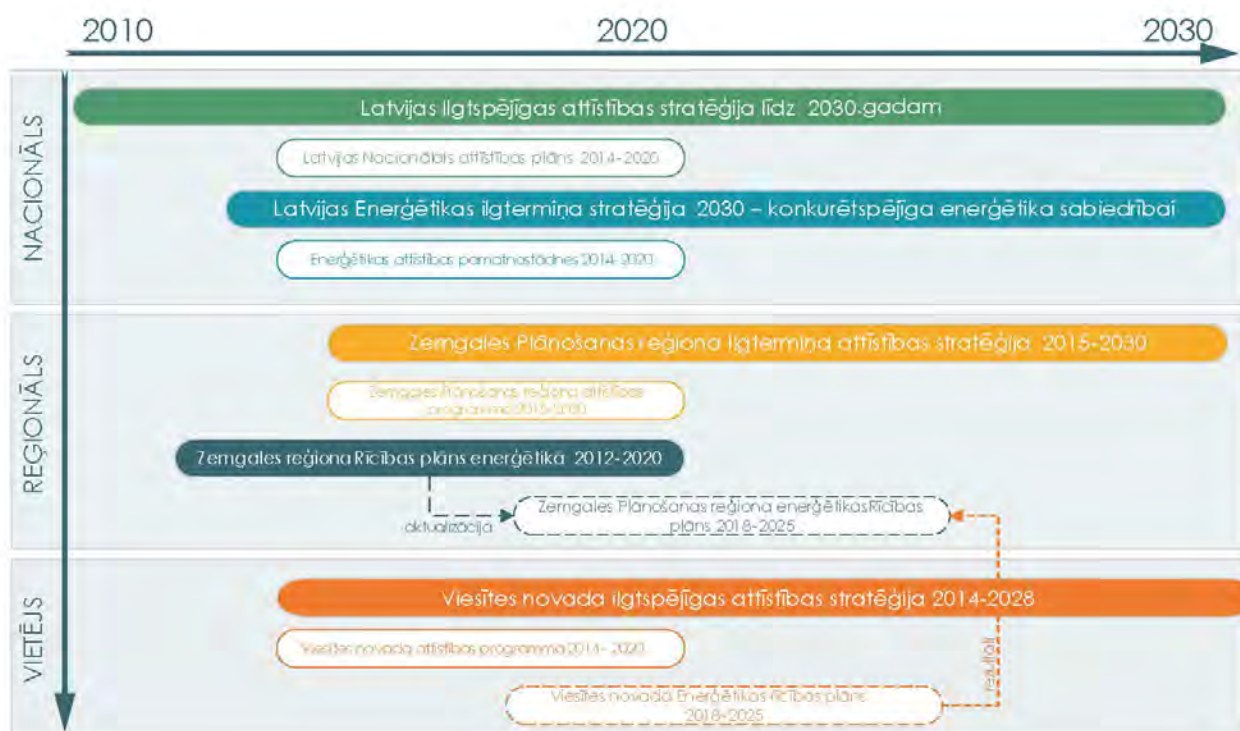 2010 2020 2030
NACIONĀLS
Latvijas Ilgtspējīgas attīstības stratēģija līdz 2030.gadam
Latvijas Nacionālais attīstības plāns 2014-2020
Latvijas Enerģētikas ilgtermiņa stratēģija 2030 – konkurētspējīga enerģētika sabiedrībai
Enerģētikas attīstības pamatnostādnes 2014-2020
REĢIONĀLS
Zemgales Plānošanas reģiona Ilgtermiņa attīstības stratēģija 2015-2030
Zemgales Plānošanas reģiona attīstības
programma 2015-2020
Zemgales reģiona Rīcības plāns enerģētikā 2012-2020
aktualizācija
Zemgales Plānošanas reģiona enerģētikas Rīcības
plāns 2018-2025
VIETĒJS
Viesītes novada ilgtspējīgas attīstības stratēģija 2014-2028
Viesītes novada attīstības programma 2014- 2020
rezultāti
Viesītes novada Enerģētikas rīcības plāns
2018-2025